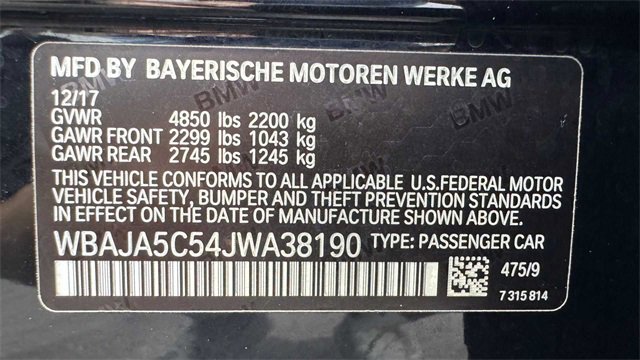 MFD BY BAYERISCHE MOTOREN WERKE AG
12/17
GVWR 4850 lbs 2200 kg
GAWR FRONT 2299 lbs 1043 kg
GAWR REAR 2745 lbs 1245 kg
THIS VEHICLE CONFORMS TO ALL APPLICABLE U.S.FEDERAL MOTOR
VEHICLE SAFETY, BUMPER AND THEFT PREVENTION STANDARDS
IN EFFECT ON THE DATE OF MANUFACTURE SHOWN ABOVE.
WBAJA5C54JWA38190 TYPE: PASSENGER CAR
475/9
7 315 814